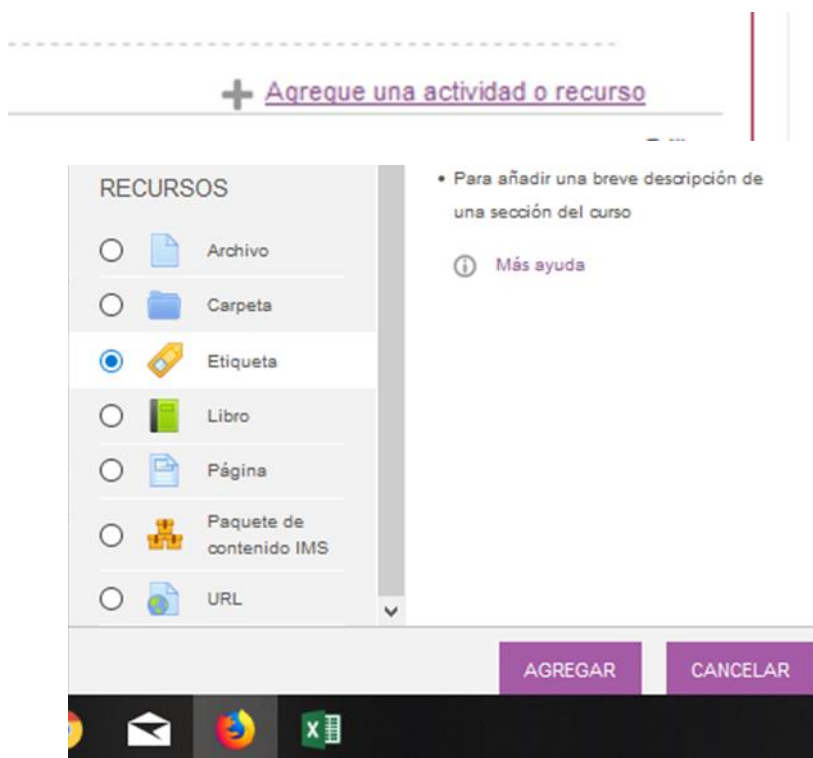 Agregue una actividad o recurso
RECURSOS
• Para añadir una breve descripción de
una sección del curso
Más ayuda
Archivo
Carpeta
Etiqueta
Libro
Página
Paquete de
contenido IMS
URL
AGREGAR
CANCELAR